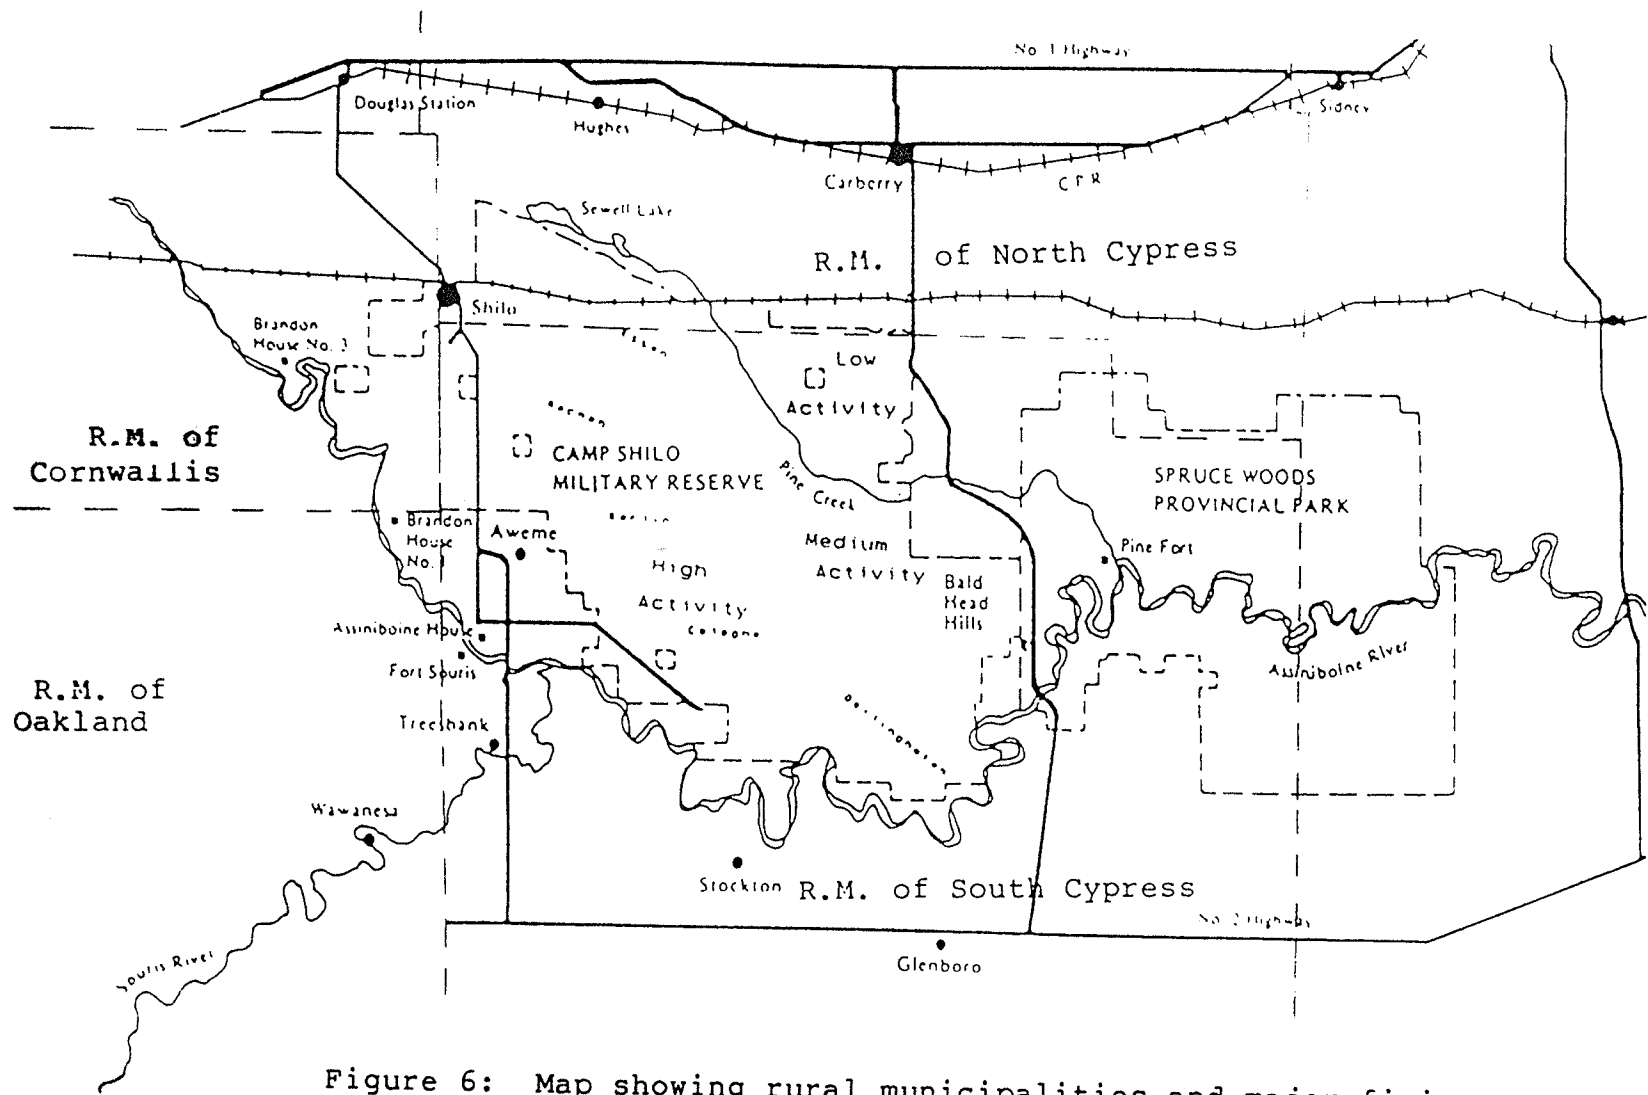 No. 1 Highway
Douglas Station
Hughes
Sidney
Carberry
C P R
Sewell Lake
R.M. of North Cypress
Shilo
Brandon
House No. 3
Low
Activity
R.M. of
Cornwallis
CAMP SHILO
MILITARY RESERVE
Pine Creek
SPRUCE WOODS
PROVINCIAL PARK
Brandon
House
No. 1
Aweme
Medium
Activity
Pine Fort
High
Activity
Bald
Head
Hills
Cologne
Assiniboine House
Fort Souris
Assiniboine River
R.M. of
Oakland
Treesbank
Wawanesa
Stockton
R.M. of South Cypress
No. 2 Highway
Glenboro
Souris River
Figure 6: Map showing rural municipalities and major